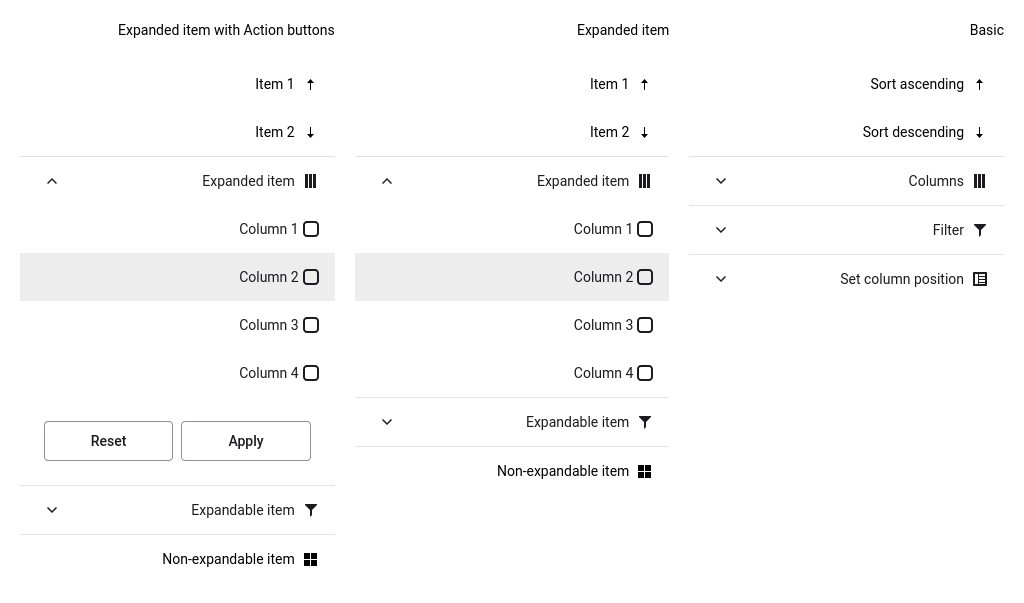 Expanded item with Action buttons
Item 1
Item 2
Expanded item
Column 1
Column 2
Column 3
Column 4
Reset
Apply
Expandable item
Non-expandable item
Expanded item
Item 1
Item 2
Expanded item
Column 1
Column 2
Column 3
Column 4
Expandable item
Non-expandable item
Basic
Sort ascending
Sort descending
Columns
Filter
Set column position